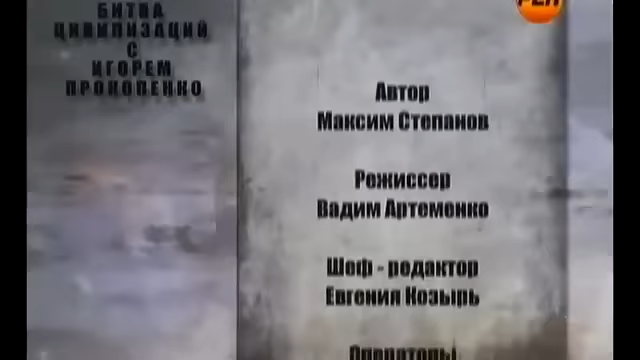 БИТВА
ЦИВИЛИЗАЦИЙ
С
ИГОРЕМ
ПРОКОПЕНКО
РЕН
Автор
Максим Степанов
Режиссер
Вадим Артеменко
Шеф - редактор
Евгения Козырь
Операторы